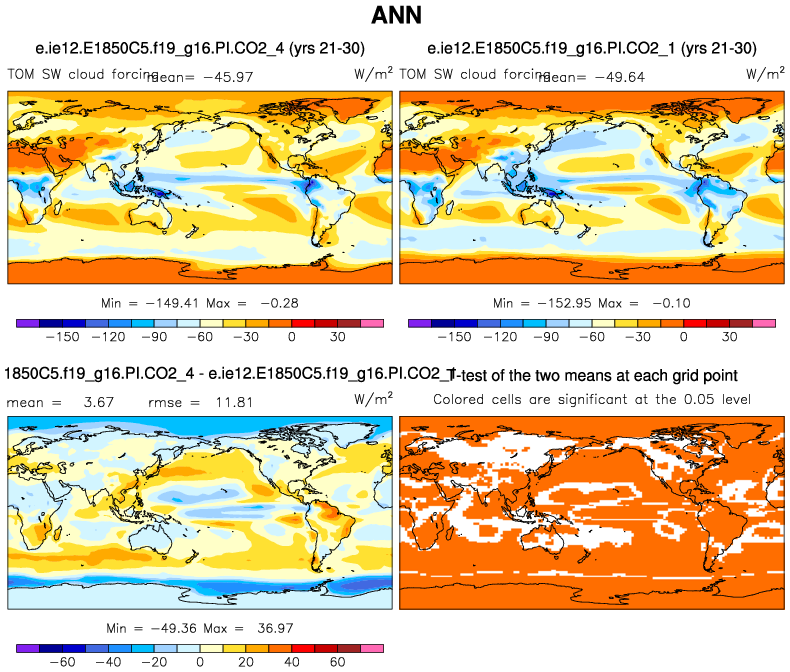 ANN
e.ie12.E1850C5.f19_g16.PI.CO2_4 (yrs 21-30)
TOM SW cloud forcing mean= −45.97 W/m²
Min = −149.41 Max = −0.28
−150 −120 −90 −60 −30 0 30
e.ie12.E1850C5.f19_g16.PI.CO2_1 (yrs 21-30)
TOM SW cloud forcing mean= −49.64 W/m²
Min = −152.95 Max = −0.10
−150 −120 −90 −60 −30 0 30
1850C5.f19_g16.PI.CO2_4 - e.ie12.E1850C5.f19_g16.PI.CO2_1
mean = 3.67 rmse = 11.81 W/m²
Min = −49.36 Max = 36.97
−60 −40 −20 0 20 40 60
T-test of the two means at each grid point
Colored cells are significant at the 0.05 level